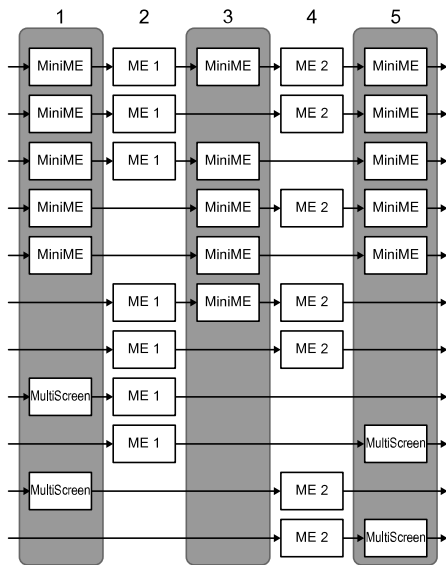 1 2 3 4 5
MiniME ME 1 MiniME ME 2 MiniME
MiniME ME 1 ME 2 MiniME
MiniME ME 1 MiniME MiniME
MiniME MiniME ME 2 MiniME
MiniME MiniME MiniME
ME 1 MiniME ME 2
ME 1 ME 2
MultiScreen ME 1
ME 1 MultiScreen
MultiScreen ME 2
ME 2 MultiScreen